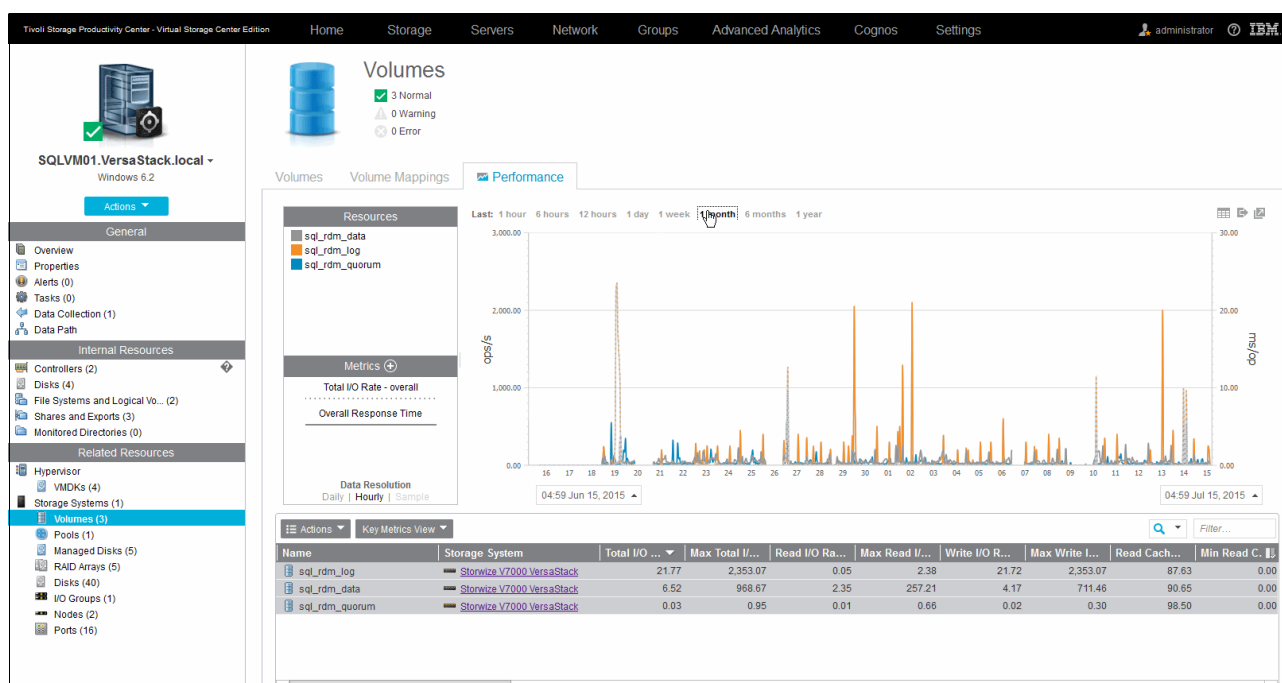 Tivoli Storage Productivity Center - Virtual Storage Center Edition Home Storage Servers Network Groups Advanced Analytics Cognos Settings administrator IBM
SQLVM01.VersaStack.local
Windows 6.2
Actions
General
Overview
Properties
Alerts (0)
Tasks (0)
Data Collection (1)
Data Path
Internal Resources
Controllers (2)
Disks (4)
File Systems and Logical Vo... (2)
Shares and Exports (3)
Monitored Directories (0)
Related Resources
Hypervisor
VMDKs (4)
Storage Systems (1)
Volumes (3)
Pools (1)
Managed Disks (5)
RAID Arrays (5)
Disks (40)
I/O Groups (1)
Nodes (2)
Ports (16)
Volumes
3 Normal
0 Warning
0 Error
Volumes Volume Mappings Performance
Resources
sql_rdm_data
sql_rdm_log
sql_rdm_quorum
Metrics
Total I/O Rate - overall
Overall Response Time
Data Resolution
Daily | Hourly | Sample
Last: 1 hour 6 hours 12 hours 1 day 1 week 1 month 6 months 1 year
3,000.00 30.00
2,000.00 20.00
ops/s ms/op
1,000.00 10.00
0.00 0.00
16 17 18 19 20 21 22 23 24 25 26 27 28 29 30 01 02 03 04 05 06 07 08 09 10 11 12 13 14 15
04:59 Jun 15, 2015 04:59 Jul 15, 2015
Actions Key Metrics View Filter...
Name Storage System Total I/O ... Max Total I/... Read I/O Ra... Max Read I/... Write I/O R... Max Write I... Read Cach... Min Read C.
sql_rdm_log Storwize V7000 VersaStack 21.77 2,353.07 0.05 2.38 21.72 2,353.07 87.63 0.00
sql_rdm_data Storwize V7000 VersaStack 6.52 968.67 2.35 257.21 4.17 711.46 90.65 0.00
sql_rdm_quorum Storwize V7000 VersaStack 0.03 0.95 0.01 0.66 0.02 0.30 98.50 0.00